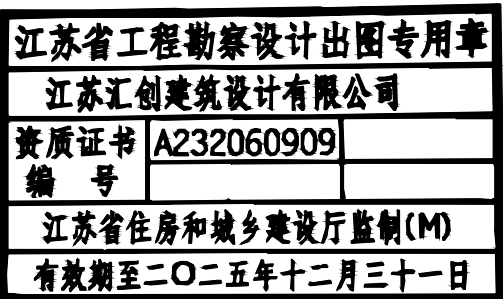 江苏省工程勘察设计出图专用章
江苏汇创建筑设计有限公司
资质证书
编 号
A232060909
江苏省住房和城乡建设厅监制(M)
有效期至二〇二五年十二月三十一日